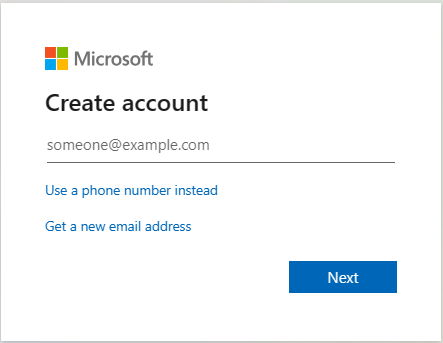 Microsoft
Create account
someone@example.com
Use a phone number instead
Get a new email address
Next